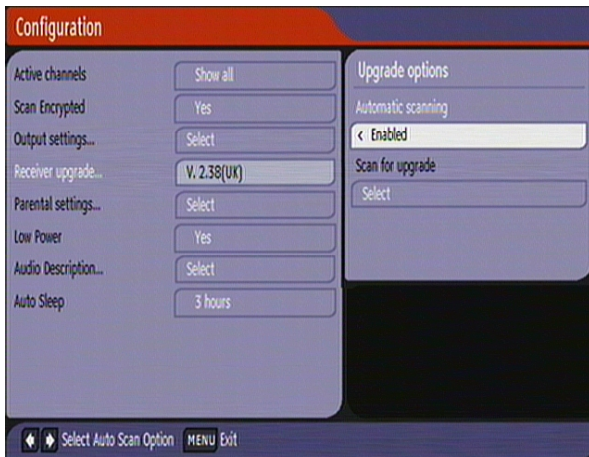 Configuration
Active channels Show all
Scan Encrypted Yes
Output settings... Select
Receiver upgrade... V. 2.38(UK)
Parental settings... Select
Low Power Yes
Audio Description... Select
Auto Sleep 3 hours
Upgrade options
Automatic scanning
< Enabled
Scan for upgrade
Select
Select Auto Scan Option MENU Exit